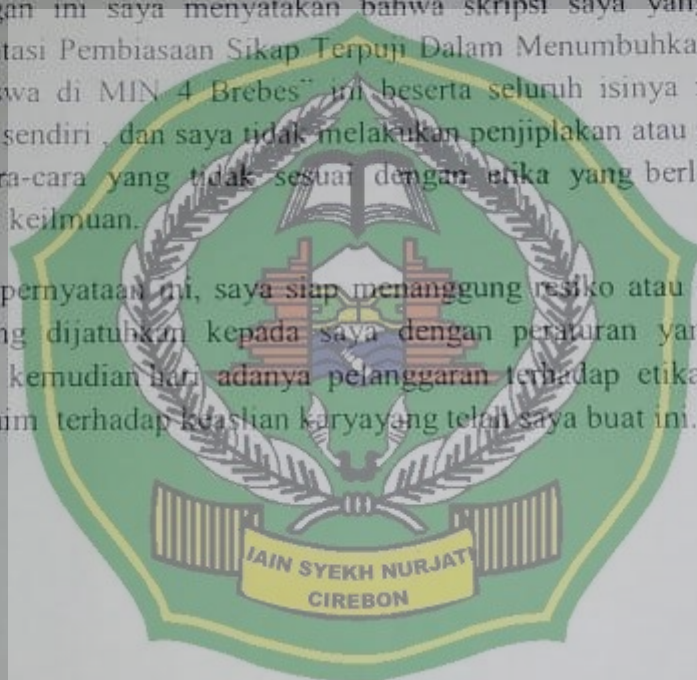 gan ini saya menyatakan bahwa skripsi saya yan
tasi Pembiasaan Sikap Terpuji Dalam Menumbuhka
wa di MIN 4 Brebes" ini beserta seluruh isinya
sendiri , dan saya tidak melakukan penjiplakan atau
ra-cara yang tidak sesuai dengan etika yang berl
keilmuan.
pernyataan ini, saya siap menanggung resiko atau
ng dijatuhkan kepada saya dengan peraturan yan
kemudian hari adanya pelanggaran terhadap etika
im terhadap keaslian karyayang telah saya buat ini.
IAIN SYEKH NURJATI
CIREBON